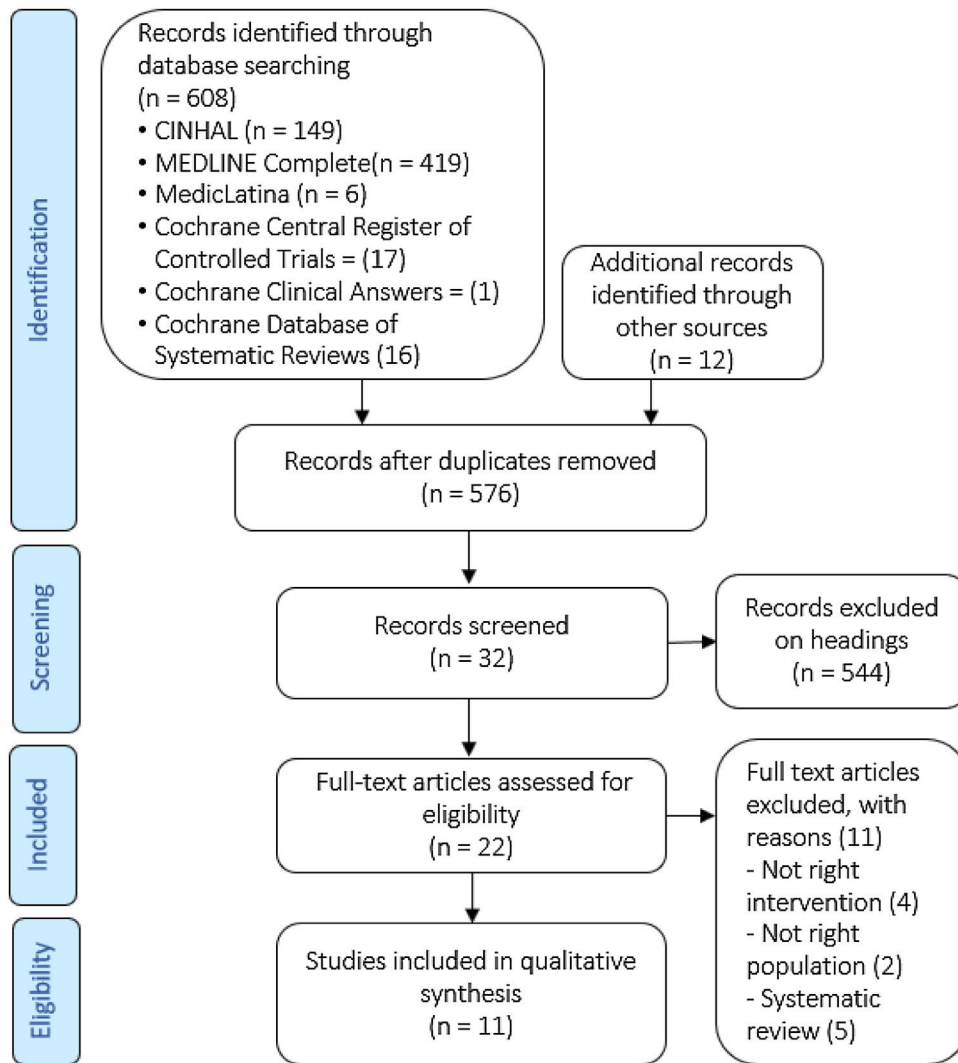 Identification
Records identified through
database searching
(n = 608)
• CINHAL (n = 149)
• MEDLINE Complete(n = 419)
• MedicLatina (n = 6)
• Cochrane Central Register of
Controlled Trials = (17)
• Cochrane Clinical Answers = (1)
• Cochrane Database of
Systematic Reviews (16)
Additional records
identified through
other sources
(n = 12)
Records after duplicates removed
(n = 576)
Screening
Records screened
(n = 32)
Records excluded
on headings
(n = 544)
Included
Full-text articles assessed for
eligibility
(n = 22)
Full text articles
excluded, with
reasons (11)
- Not right
intervention (4)
- Not right
population (2)
- Systematic
review (5)
Eligibility
Studies included in qualitative
synthesis
(n = 11)